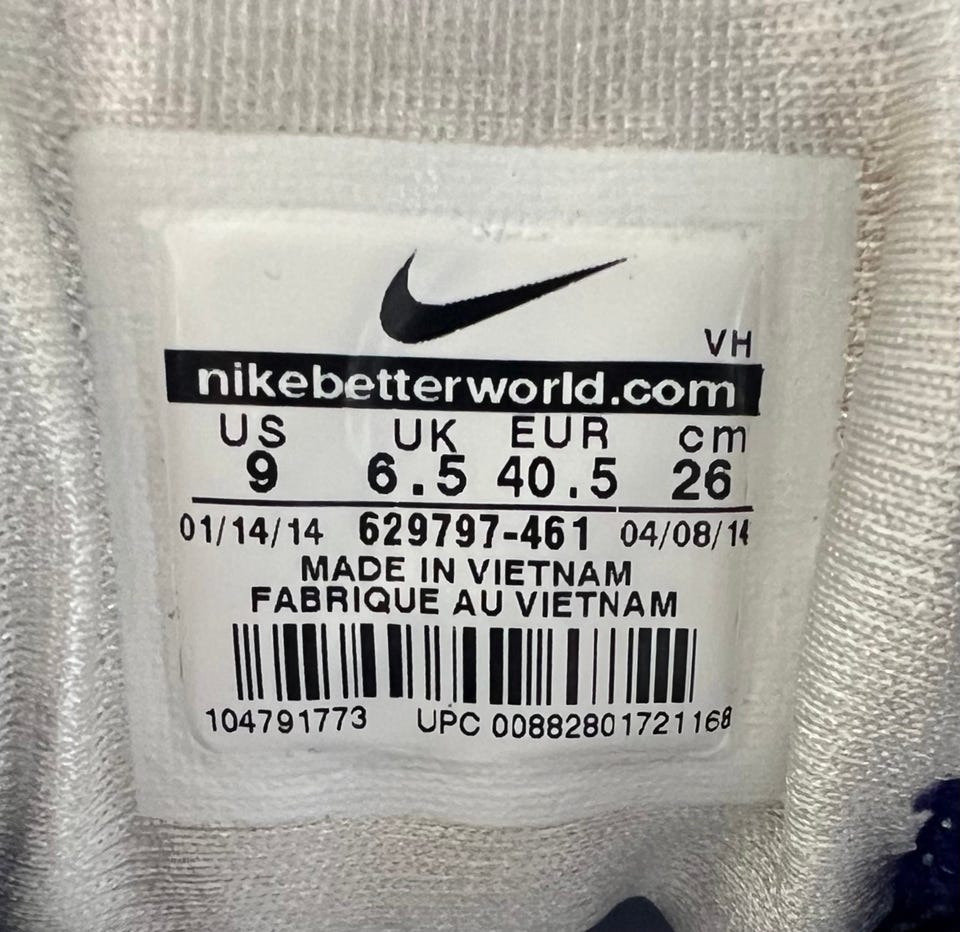 VH
nikebetterworld.com
US UK EUR cm
9 6.5 40.5 26
01/14/14 629797-461 04/08/14
MADE IN VIETNAM
FABRIQUE AU VIETNAM
104791773 UPC 00882801721168